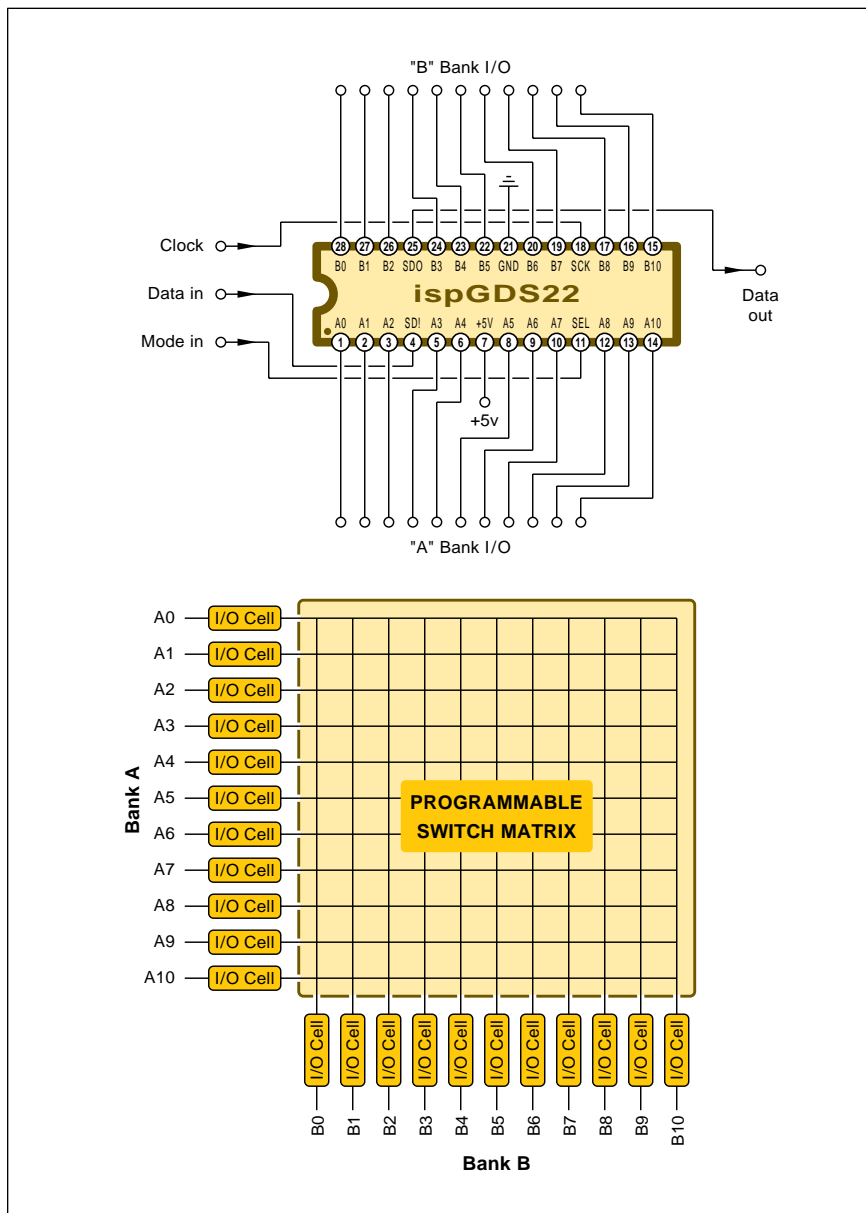 "B" Bank I/O
Clock
28 27 26 25 24 23 22 21 20 19 18 17 16 15
B0 B1 B2 SDO B3 B4 B5 GND B6 B7 SCK B8 B9 B10
Data in
ispGDS22
Data
out
Mode in
A0 A1 A2 SD! A3 A4 +5V A5 A6 A7 SEL A8 A9 A10
1 2 3 4 5 6 7 8 9 10 11 12 13 14
+5v
"A" Bank I/O
A0 I/O Cell
A1 I/O Cell
A2 I/O Cell
A3 I/O Cell
A4 I/O Cell
A5 I/O Cell
A6 I/O Cell
A7 I/O Cell
A8 I/O Cell
A9 I/O Cell
A10 I/O Cell
Bank A
PROGRAMMABLE
SWITCH MATRIX
I/O Cell I/O Cell I/O Cell I/O Cell I/O Cell I/O Cell I/O Cell I/O Cell I/O Cell I/O Cell I/O Cell
B0 B1 B2 B3 B4 B5 B6 B7 B8 B9 B10
Bank B